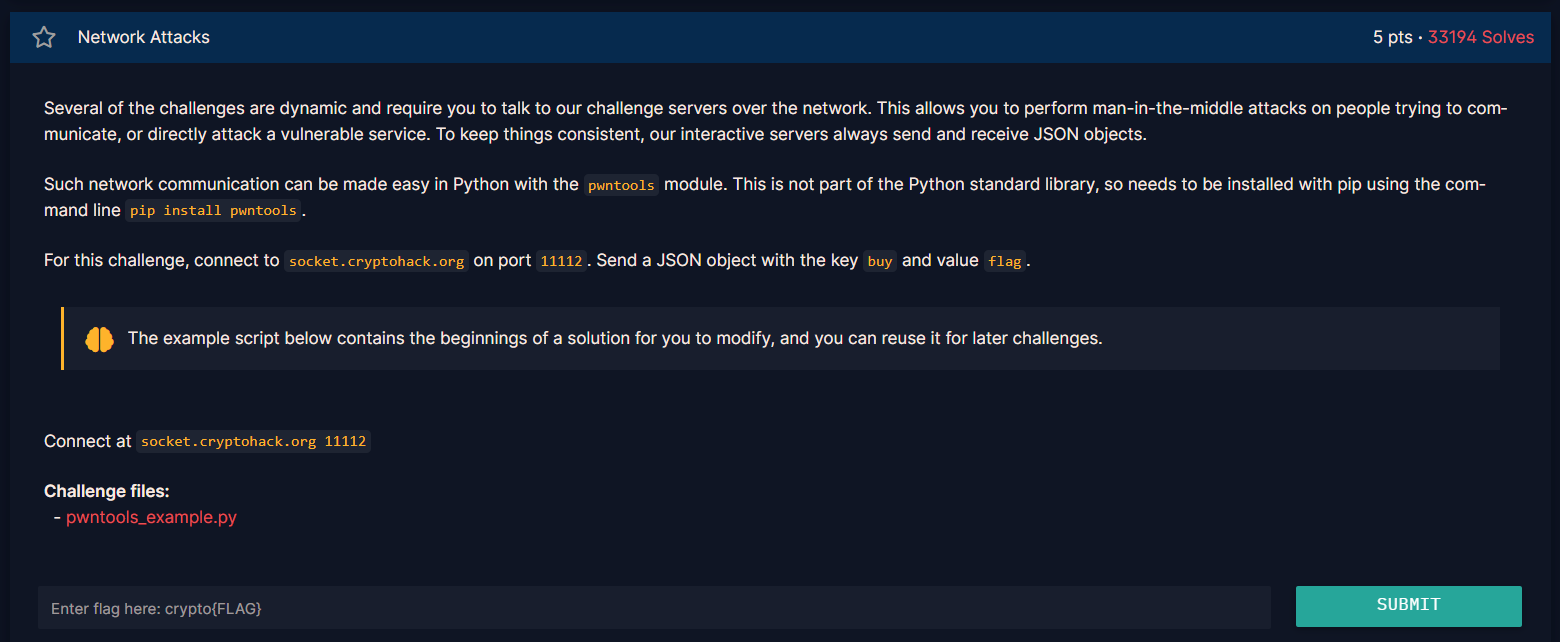 Network Attacks
5 pts · 33194 Solves
Several of the challenges are dynamic and require you to talk to our challenge servers over the network. This allows you to perform man-in-the-middle attacks on people trying to com-
municate, or directly attack a vulnerable service. To keep things consistent, our interactive servers always send and receive JSON objects.
Such network communication can be made easy in Python with the pwntools module. This is not part of the Python standard library, so needs to be installed with pip using the com-
mand line pip install pwntools.
For this challenge, connect to socket.cryptohack.org on port 11112. Send a JSON object with the key buy and value flag.
The example script below contains the beginnings of a solution for you to modify, and you can reuse it for later challenges.
Connect at socket.cryptohack.org 11112
Challenge files:
- pwntools_example.py
Enter flag here: crypto{FLAG}
SUBMIT